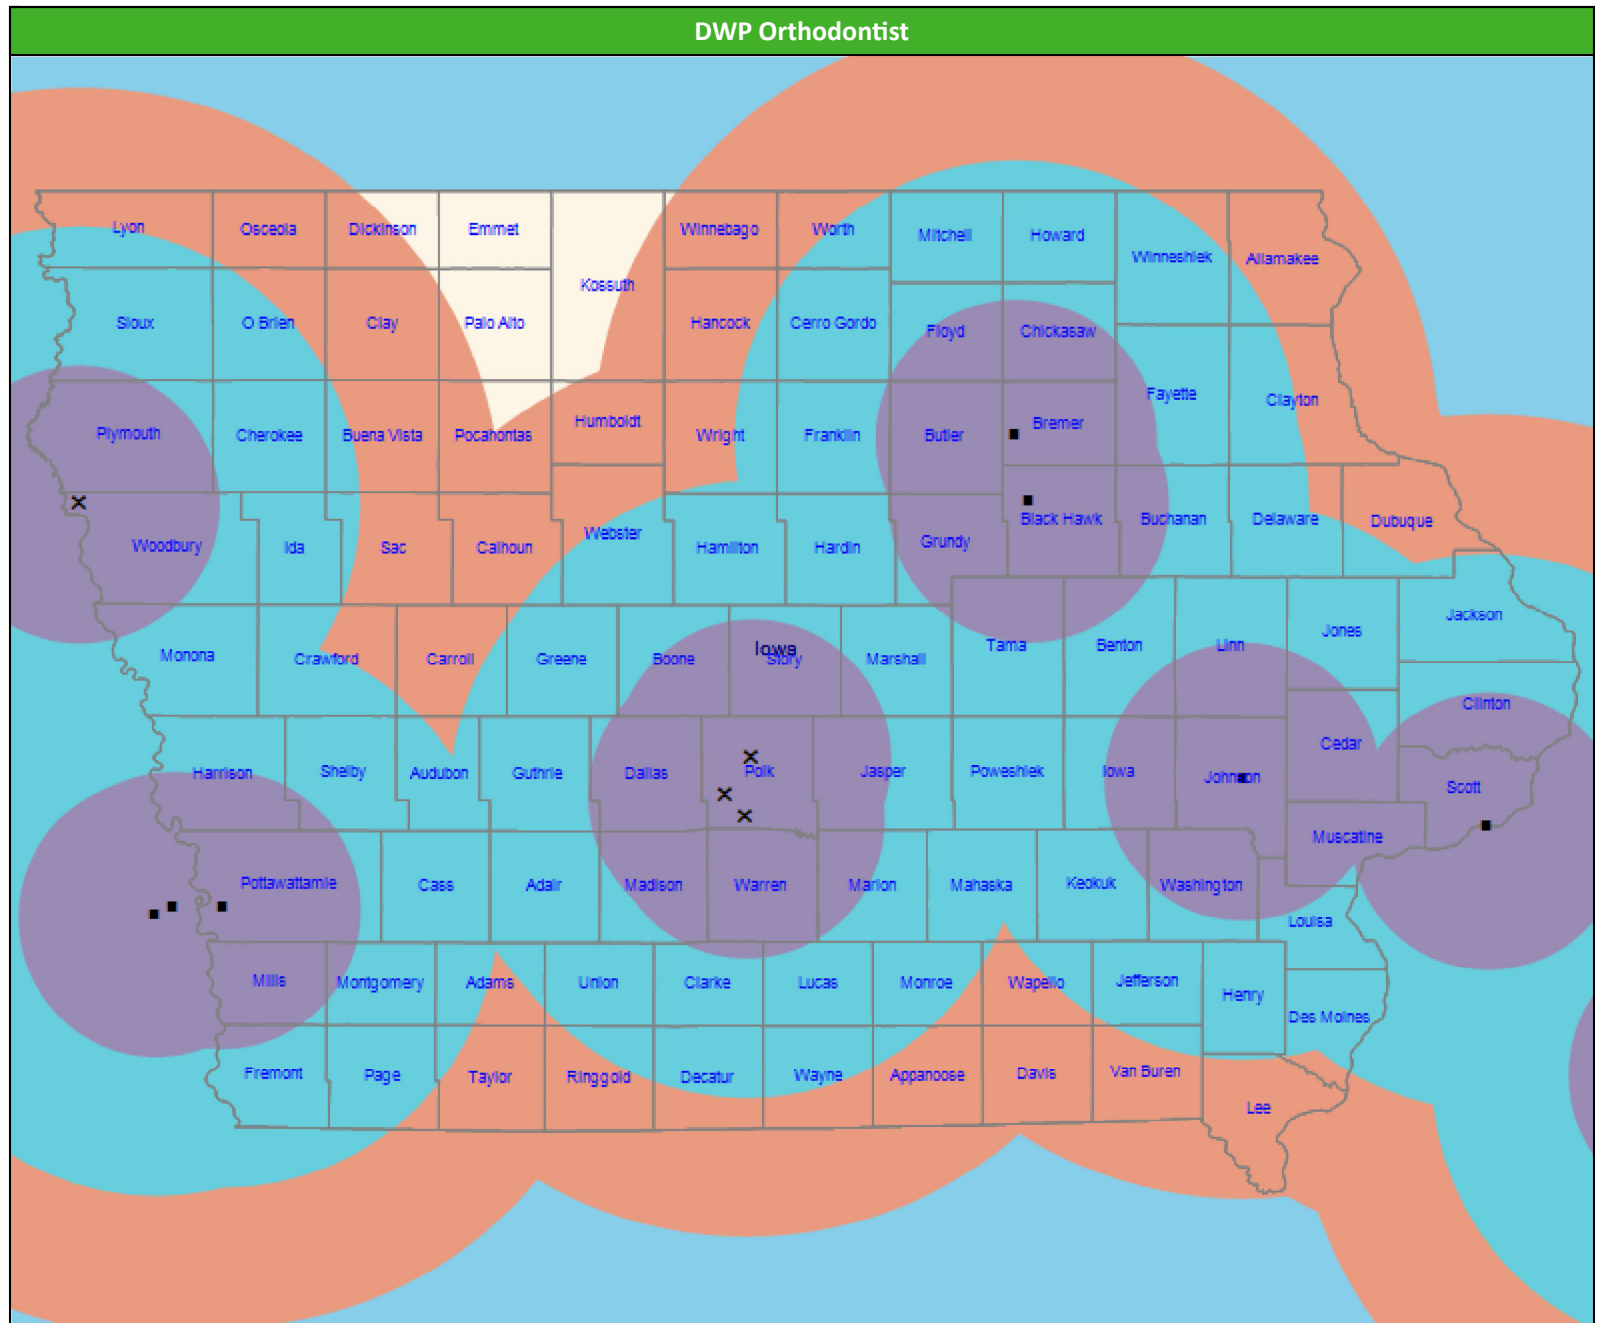 DWP Orthodontist
Lyon Osceola Dickinson Emmet Winnebago Worth Mitchell Howard
Winneshiek Allamakee
Kossuth
Sioux O Brien Clay Palo Alto Hancock Cerro Gordo Floyd Chickasaw
Fayette Clayton
Plymouth Cherokee Buena Vista Pocahontas Humboldt Wright Franklin Butler Bremer
Woodbury Ida Sac Calhoun Webster Hamilton Hardin Grundy Black Hawk Buchanan Delaware Dubuque
Monona Crawford Carroll Greene Boone Story Marshall Tama Benton Linn Jones Jackson
Iowa
Clinton
Harrison Shelby Audubon Guthrie Dallas Polk Jasper Poweshiek Iowa Johnson Cedar Scott
Muscatine
Pottawattamie Cass Adair Madison Warren Marion Mahaska Keokuk Washington
Louisa
Mills Montgomery Adams Union Clarke Lucas Monroe Wapello Jefferson Henry
Des Moines
Fremont Page Taylor Ringgold Decatur Wayne Appanoose Davis Van Buren
Lee